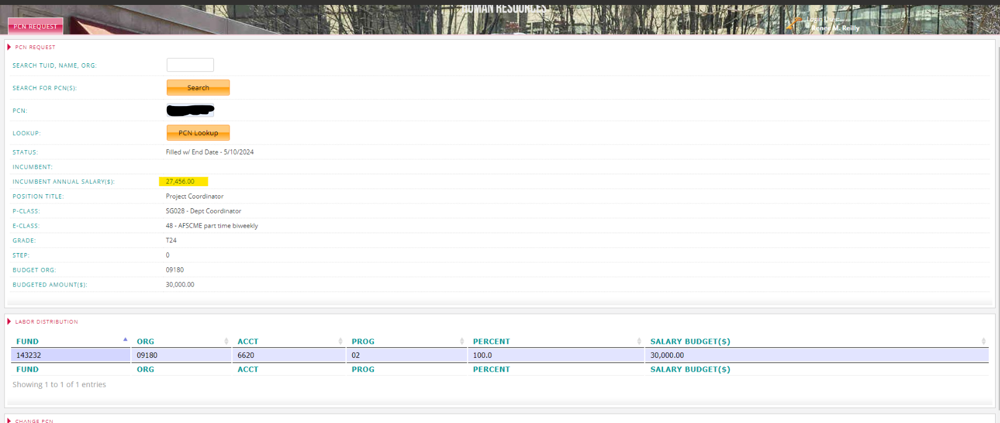 HUMAN RESOURCES
PCN REQUEST
Login User:
Renee M. Reilly
PCN REQUEST
SEARCH TUID, NAME, ORG:
SEARCH FOR PCN(S): Search
PCN:
LOOKUP: PCN Lookup
STATUS: Filled w/ End Date - 5/10/2024
INCUMBENT:
INCUMBENT ANNUAL SALARY($): 27,456.00
POSITION TITLE: Project Coordinator
P-CLASS: SG028 - Dept Coordinator
E-CLASS: 48 - AFSCME part time biweekly
GRADE: T24
STEP: 0
BUDGET ORG: 09180
BUDGETED AMOUNT($): 30,000.00
LABOR DISTRIBUTION
FUND ORG ACCT PROG PERCENT SALARY BUDGET($)
143232 09180 6620 02 100.0 30,000.00
FUND ORG ACCT PROG PERCENT SALARY BUDGET($)
Showing 1 to 1 of 1 entries
CHANGE PCN